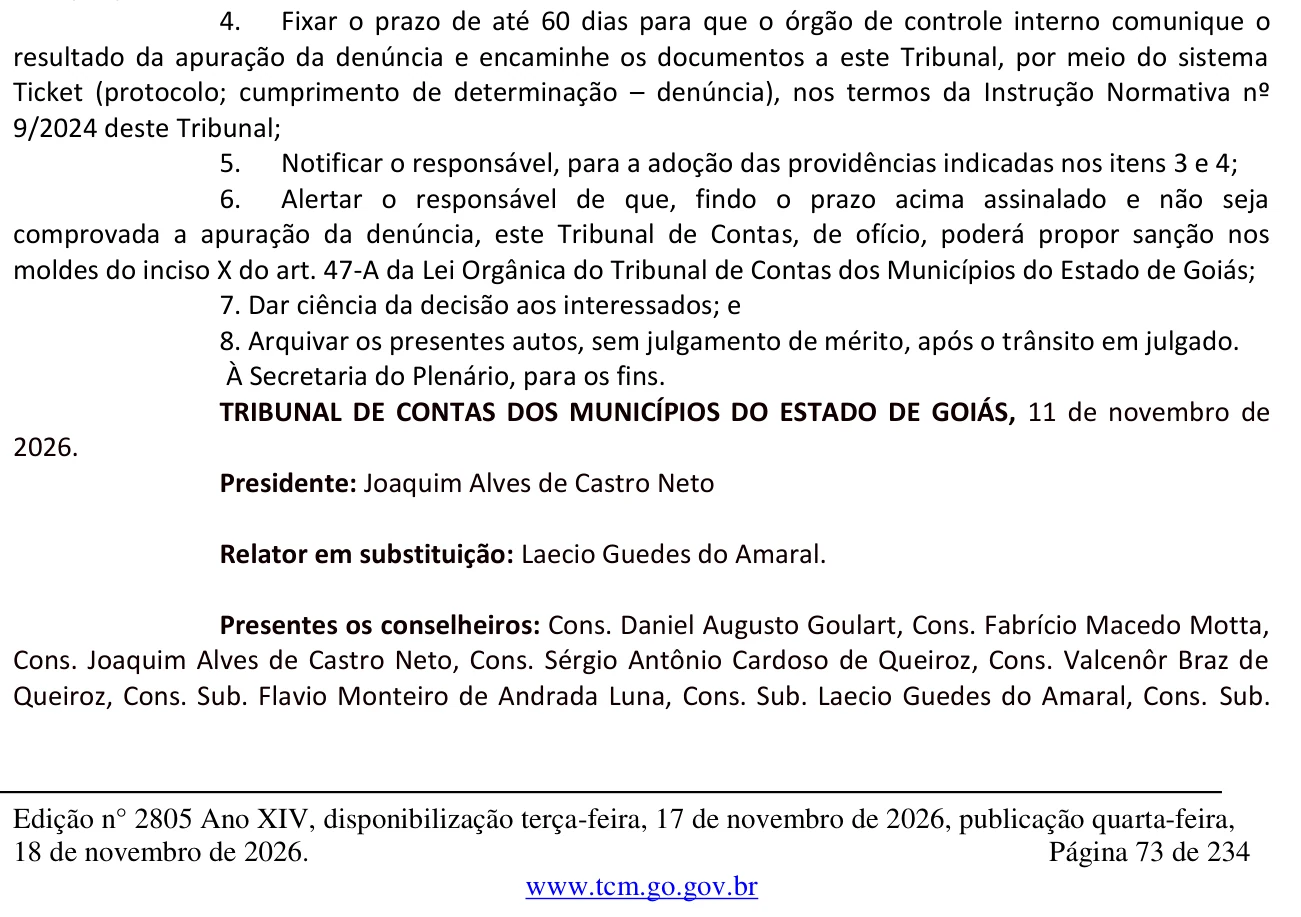 4. Fixar o prazo de até 60 dias para que o órgão de controle interno comunique o
resultado da apuração da denúncia e encaminhe os documentos a este Tribunal, por meio do sistema
Ticket (protocolo; cumprimento de determinação – denúncia), nos termos da Instrução Normativa nº
9/2024 deste Tribunal;
5. Notificar o responsável, para a adoção das providências indicadas nos itens 3 e 4;
6. Alertar o responsável de que, findo o prazo acima assinalado e não seja
comprovada a apuração da denúncia, este Tribunal de Contas, de ofício, poderá propor sanção nos
moldes do inciso X do art. 47-A da Lei Orgânica do Tribunal de Contas dos Municípios do Estado de Goiás;
7. Dar ciência da decisão aos interessados; e
8. Arquivar os presentes autos, sem julgamento de mérito, após o trânsito em julgado.
À Secretaria do Plenário, para os fins.
TRIBUNAL DE CONTAS DOS MUNICÍPIOS DO ESTADO DE GOIÁS, 11 de novembro de
2026.
Presidente: Joaquim Alves de Castro Neto
Relator em substituição: Laecio Guedes do Amaral.
Presentes os conselheiros: Cons. Daniel Augusto Goulart, Cons. Fabrício Macedo Motta,
Cons. Joaquim Alves de Castro Neto, Cons. Sérgio Antônio Cardoso de Queiroz, Cons. Valcenôr Braz de
Queiroz, Cons. Sub. Flavio Monteiro de Andrada Luna, Cons. Sub. Laecio Guedes do Amaral, Cons. Sub.
Edição n° 2805 Ano XIV, disponibilização terça-feira, 17 de novembro de 2026, publicação quarta-feira,
18 de novembro de 2026. Página 73 de 234
www.tcm.go.gov.br